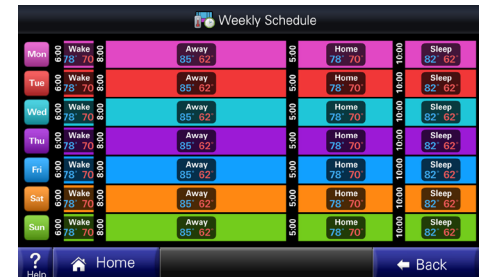 Weekly Schedule
Mon 6:00 Wake 78° 70 8:00 Away 85° 62° 5:00 Home 78° 70° 10:00 Sleep 82° 62°
Tue 6:00 Wake 78° 70 8:00 Away 85° 62° 5:00 Home 78° 70° 10:00 Sleep 82° 62°
Wed 6:00 Wake 78° 70 8:00 Away 85° 62° 5:00 Home 78° 70° 10:00 Sleep 82° 62°
Thu 6:00 Wake 78° 70 8:00 Away 85° 62° 5:00 Home 78° 70° 10:00 Sleep 82° 62°
Fri 6:00 Wake 78° 70 8:00 Away 85° 62° 5:00 Home 78° 70° 10:00 Sleep 82° 62°
Sat 6:00 Wake 78° 70 8:00 Away 85° 62° 5:00 Home 78° 70° 10:00 Sleep 82° 62°
Sun 6:00 Wake 78° 70 8:00 Away 85° 62° 5:00 Home 78° 70° 10:00 Sleep 82° 62°
? Help Home Back